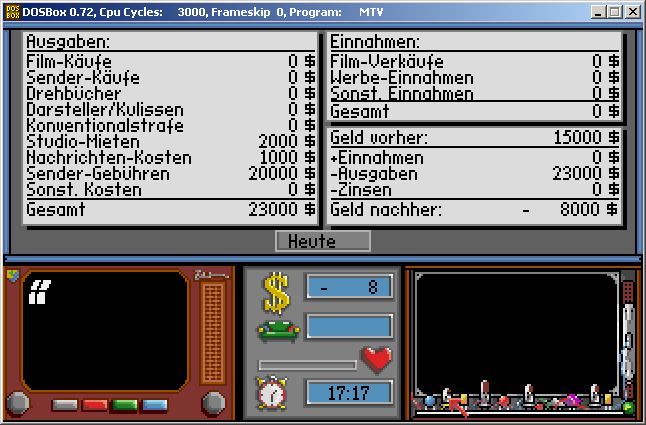 DOSBox 0.72, Cpu Cycles: 3000, Frameskip 0, Program: MTV
Ausgaben:
Film-Käufe 0 $
Sender-Käufe 0 $
Drehbücher 0 $
Darsteller/Kulissen 0 $
Konventionalstrafe 0 $
Studio-Mieten 2000 $
Nachrichten-Kosten 1000 $
Sender-Gebühren 20000 $
Sonst. Kosten 0 $
Gesamt 23000 $
Einnahmen:
Film-Verkäufe 0 $
Werbe-Einnahmen 0 $
Sonst. Einnahmen 0 $
Gesamt 0 $
Geld vorher: 15000 $
+Einnahmen 0 $
-Ausgaben 23000 $
-Zinsen 0 $
Geld nachher: - 8000 $
Heute
$ - 8
17:17